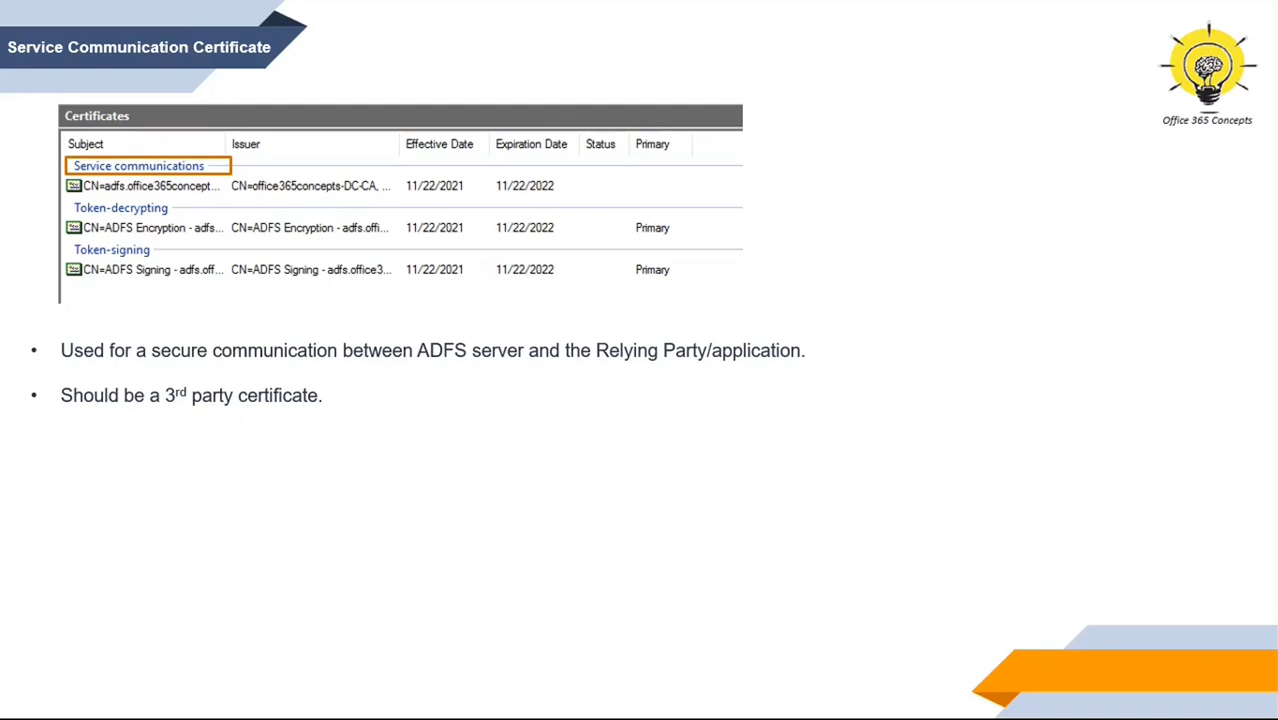 Service Communication Certificate
Office 365 Concepts
Certificates
Subject Issuer Effective Date Expiration Date Status Primary
Service communications
CN=adfs.office365concept... CN=office365concepts-DC-CA, ... 11/22/2021 11/22/2022
Token-decrypting
CN=ADFS Encryption - adfs... CN=ADFS Encryption - adfs.offi... 11/22/2021 11/22/2022 Primary
Token-signing
CN=ADFS Signing - adfs.off... CN=ADFS Signing - adfs.office3... 11/22/2021 11/22/2022 Primary
• Used for a secure communication between ADFS server and the Relying Party/application.
• Should be a 3rd party certificate.